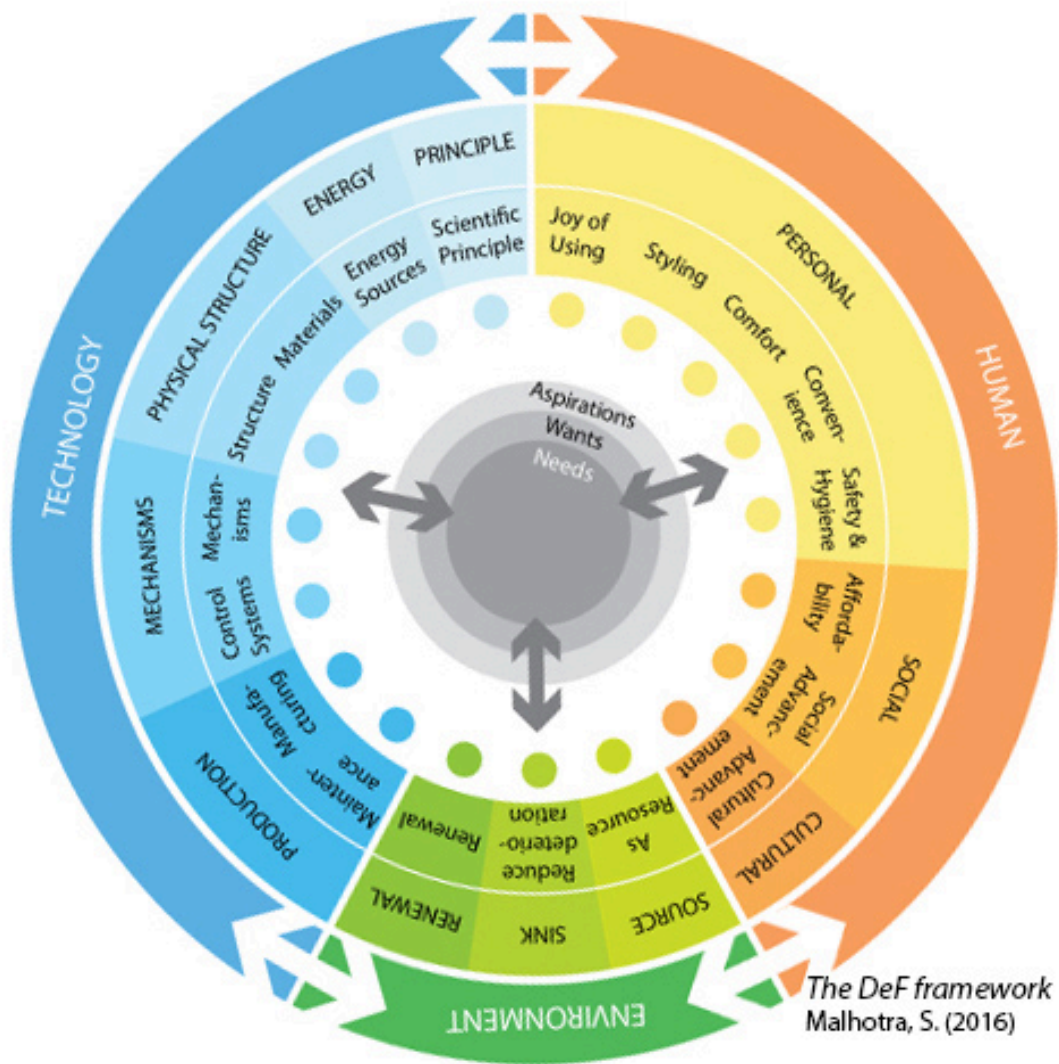 TECHNOLOGY
HUMAN
ENVIRONMENT
PRINCIPLE
ENERGY
PHYSICAL STRUCTURE
MECHANISMS
PRODUCTION
PERSONAL
SOCIAL
CULTURAL
SOURCE
SINK
RENEWAL
Scientific
Principle
Energy
Sources
Materials
Structure
Mechan-
isms
Control
Systems
Manufa-
cturing
Mainten-
ance
Joy of
Using
Styling
Comfort
Conven-
ience
Safety &
Hygiene
Afforda-
bility
Social
Advanc-
ement
Cultural
Advanc-
ement
As
Resource
Reduce
deterio-
ration
Renewal
Aspirations
Wants
Needs
The DeF framework
Malhotra, S. (2016)